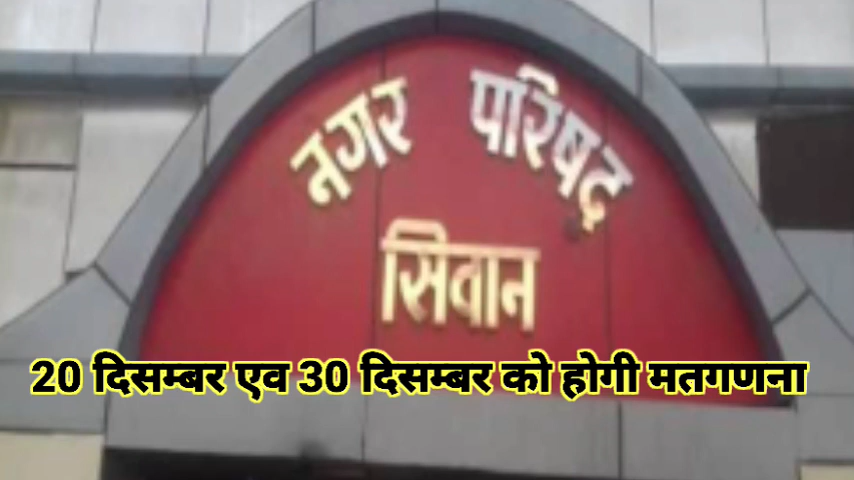 नगर परिषद्
सिवान
20 दिसम्बर एव 30 दिसम्बर को होगी मतगणना